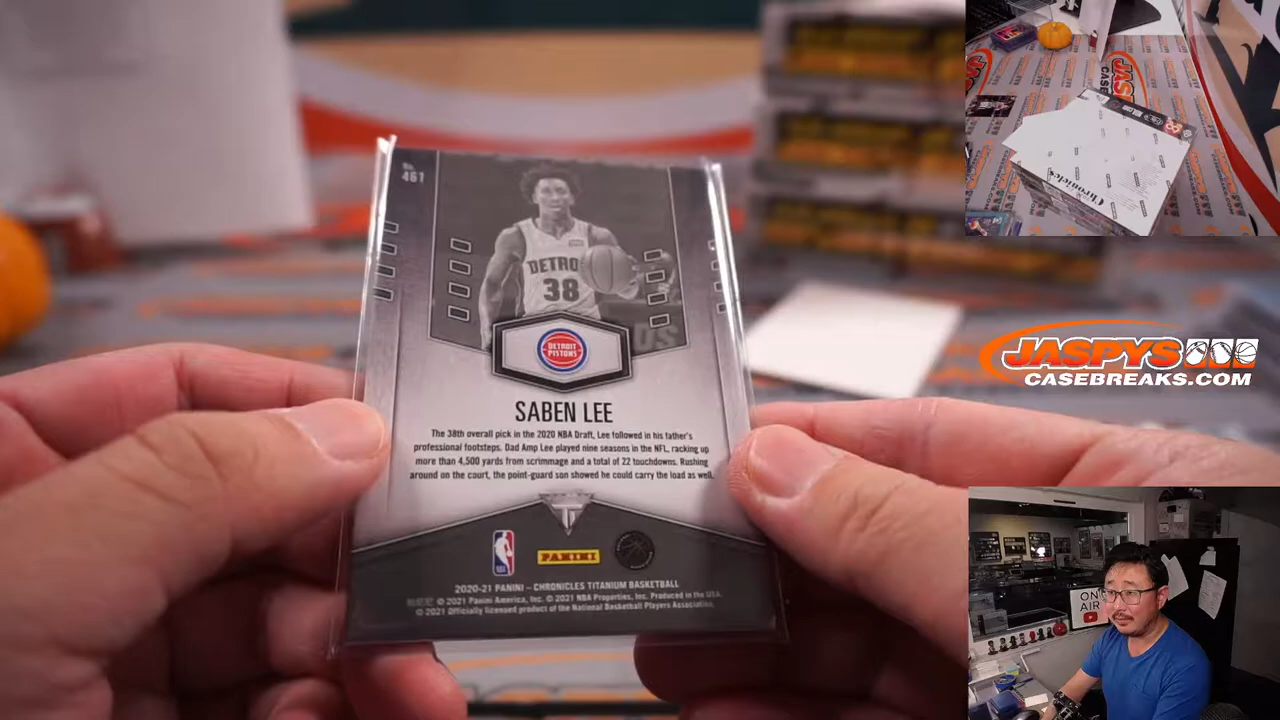 No.
461
DETRO
38
DETROIT
PISTONS
SABEN LEE
The 38th overall pick in the 2020 NBA Draft, Lee followed in his father's
professional footsteps. Dad Amp Lee played nine seasons in the NFL, racking up
more than 4,500 yards from scrimmage and a total of 22 touchdowns. Rushing
around on the court, the point-guard son showed he could carry the load as well.
PANINI
2020-21 PANINI – CHRONICLES TITANIUM BASKETBALL
© 2021 Panini America, Inc. © 2021 NBA Properties, Inc. Produced in the USA.
© 2021 Officially licensed product of the National Basketball Players Association.
Chronicles
JASPYS
CASE
JASPYS
CASEBREAKS.COM
ON
AIR